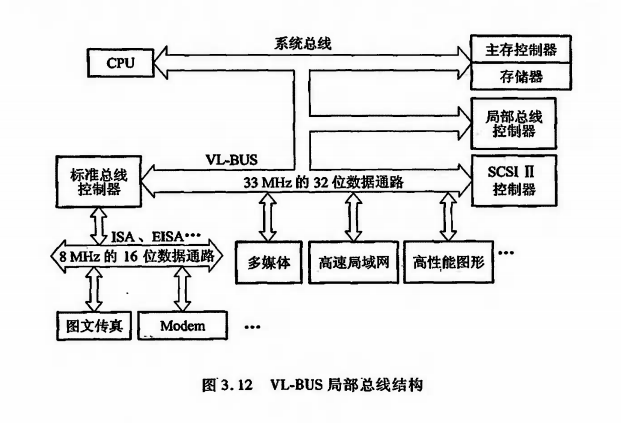 系统总线
CPU
主存控制器
存储器
局部总线
控制器
VL-BUS
标准总线
控制器
33 MHz 的 32 位数据通路
SCSI Ⅱ
控制器
ISA、EISA…
8 MHz 的 16 位数据通路
多媒体
高速局域网
高性能图形
…
图文传真
Modem
…
图 3.12 VL-BUS 局部总线结构